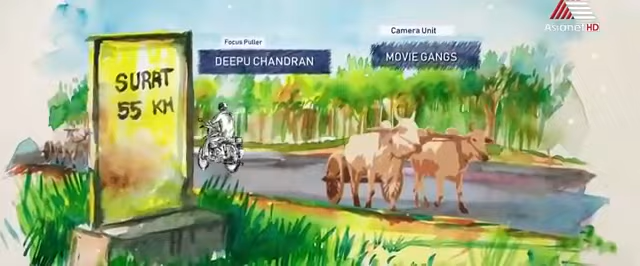 Focus Puller
DEEPU CHANDRAN
Camera Unit
MOVIE GANGS
Asianet HD
SURAT
55 KM